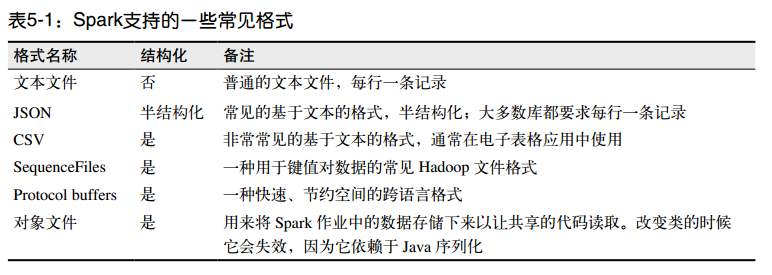 表5-1：Spark支持的一些常见格式
格式名称 结构化 备注
文本文件 否 普通的文本文件，每行一条记录
JSON 半结构化 常见的基于文本的格式，半结构化；大多数库都要求每行一条记录
CSV 是 非常常见的基于文本的格式，通常在电子表格应用中使用
SequenceFiles 是 一种用于键值对数据的常见 Hadoop 文件格式
Protocol buffers 是 一种快速、节约空间的跨语言格式
对象文件 是 用来将 Spark 作业中的数据存储下来以让共享的代码读取。改变类的时候
它会失效，因为它依赖于 Java 序列化